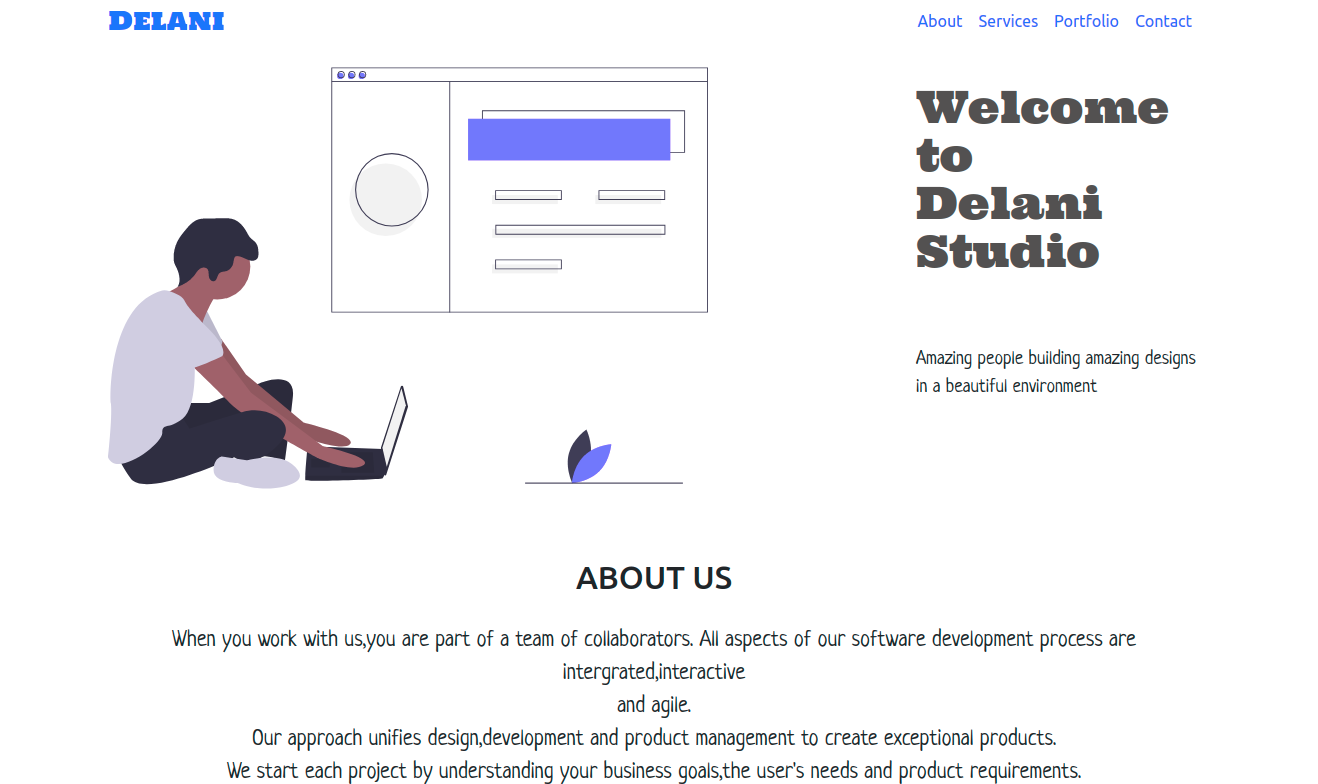 DELANI
About Services Portfolio Contact
Welcome
to
Delani
Studio
Amazing people building amazing designs
in a beautiful environment
ABOUT US
When you work with us,you are part of a team of collaborators. All aspects of our software development process are
intergrated,interactive
and agile.
Our approach unifies design,development and product management to create exceptional products.
We start each project by understanding your business goals,the user's needs and product requirements.